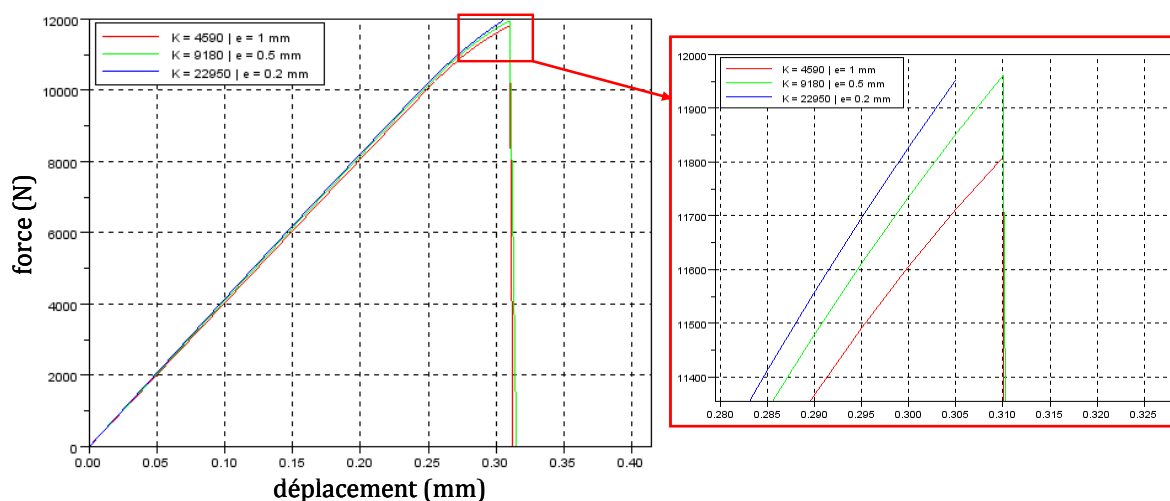 K = 4590 | e = 1 mm
K = 9180 | e = 0.5 mm
K = 22950 | e = 0.2 mm
12000
10000
8000
6000
4000
2000
0
force (N)
0.00 0.05 0.10 0.15 0.20 0.25 0.30 0.35 0.40
déplacement (mm)
K = 4590 | e= 1 mm
K = 9180 | e= 0.5 mm
K = 22950 | e= 0.2 mm
12000
11900
11800
11700
11600
11500
11400
0.280 0.285 0.290 0.295 0.300 0.305 0.310 0.315 0.320 0.325